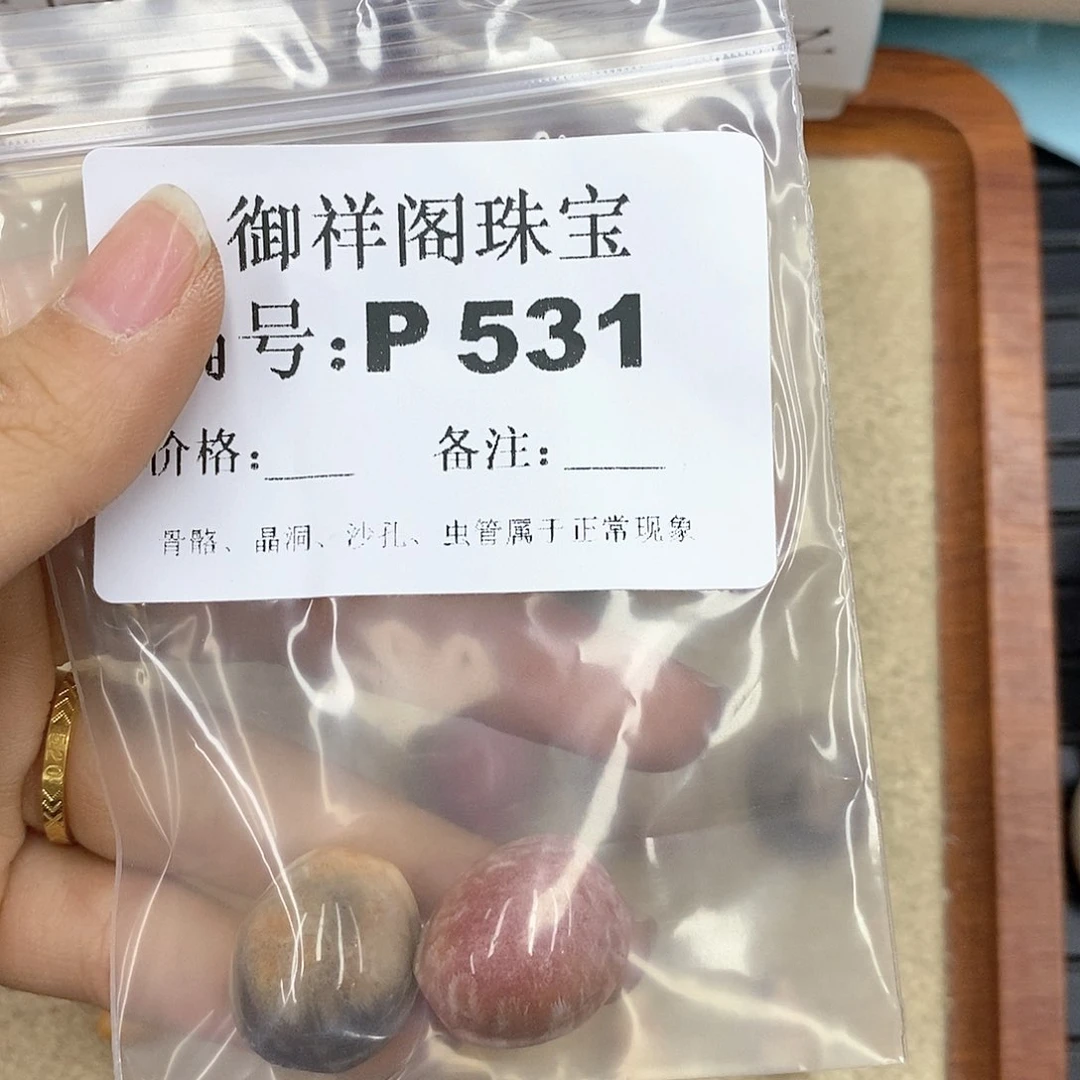 御祥阁珠宝
号:P 531
价格:____ 备注:____
骨骼、晶洞、沙孔、虫管属于正常现象